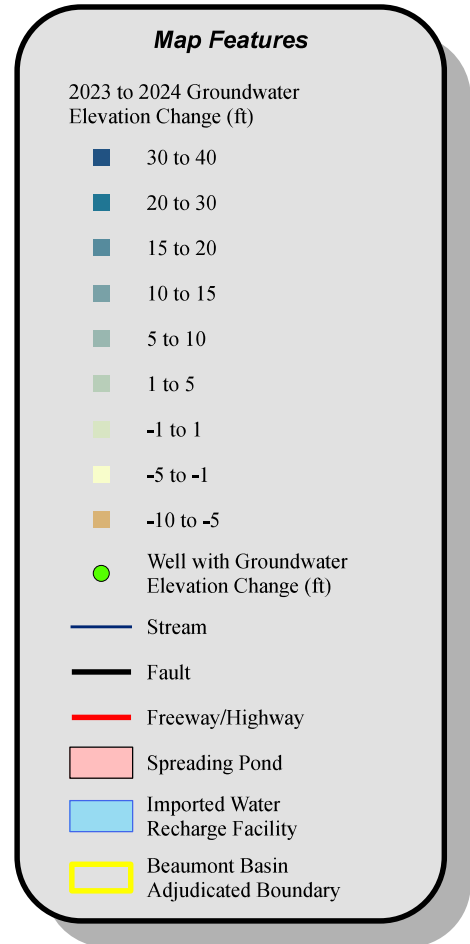 Map Features
2023 to 2024 Groundwater
Elevation Change (ft)
30 to 40
20 to 30
15 to 20
10 to 15
5 to 10
1 to 5
-1 to 1
-5 to -1
-10 to -5
Well with Groundwater
Elevation Change (ft)
Stream
Fault
Freeway/Highway
Spreading Pond
Imported Water
Recharge Facility
Beaumont Basin
Adjudicated Boundary